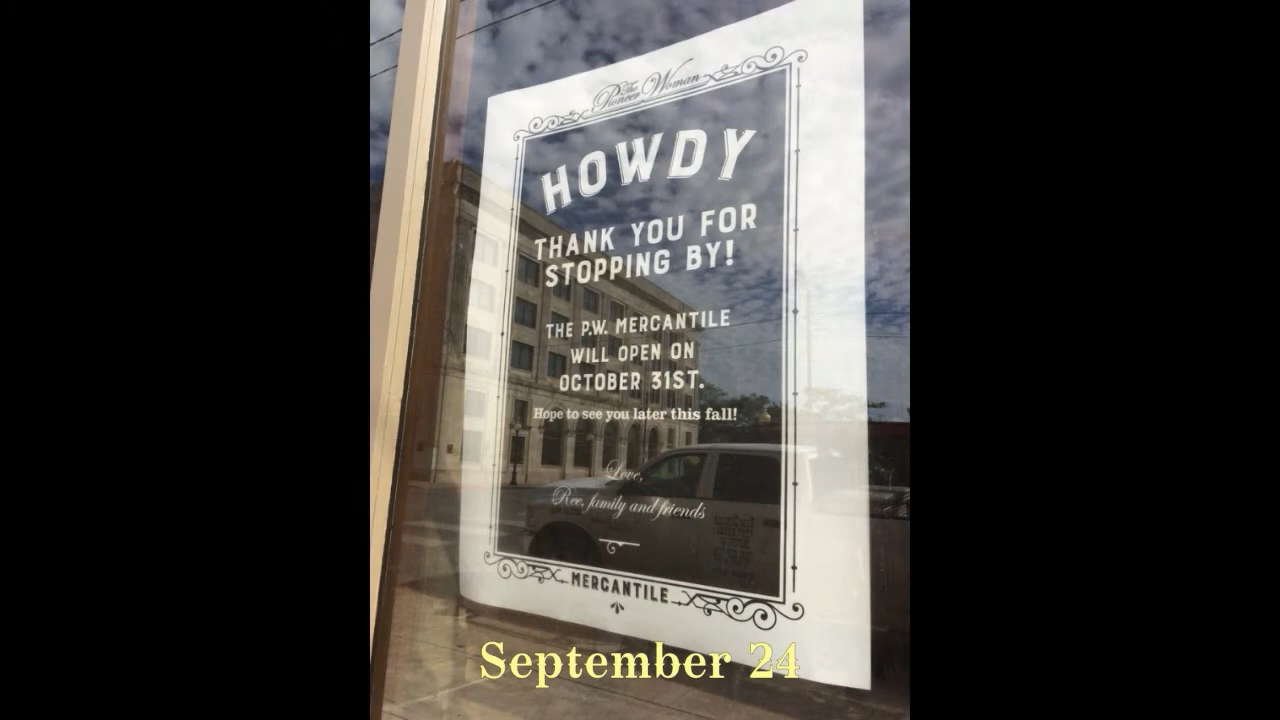 The
Pioneer Woman
HOWDY
THANK YOU FOR
STOPPING BY!
THE P.W. MERCANTILE
WILL OPEN ON
OCTOBER 31ST.
Hope to see you later this fall!
Love,
Ree, family and friends
MERCANTILE
September 24